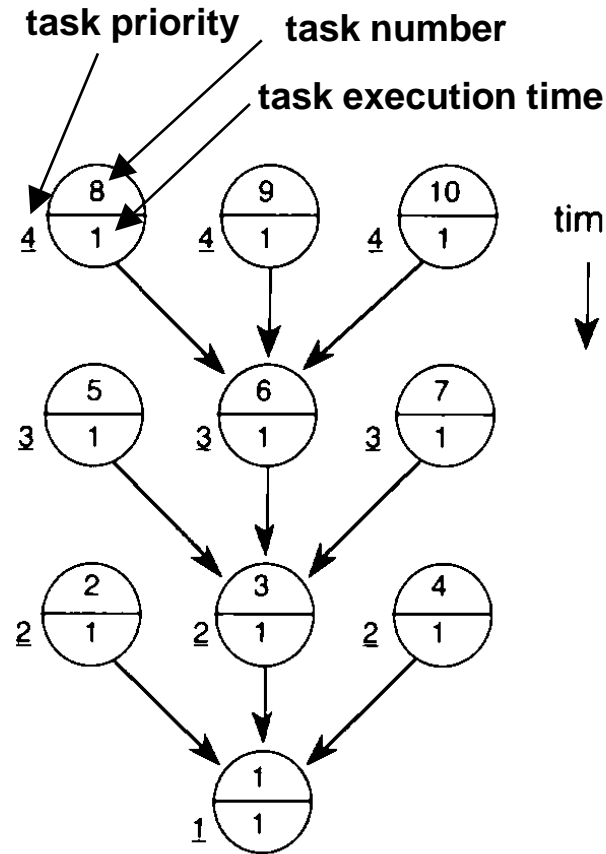 task priority task number
task execution time
8 9 10
4 1 4 1 4 1
tim
5 6 7
3 1 3 1 3 1
2 3 4
2 1 2 1 2 1
1
1 1